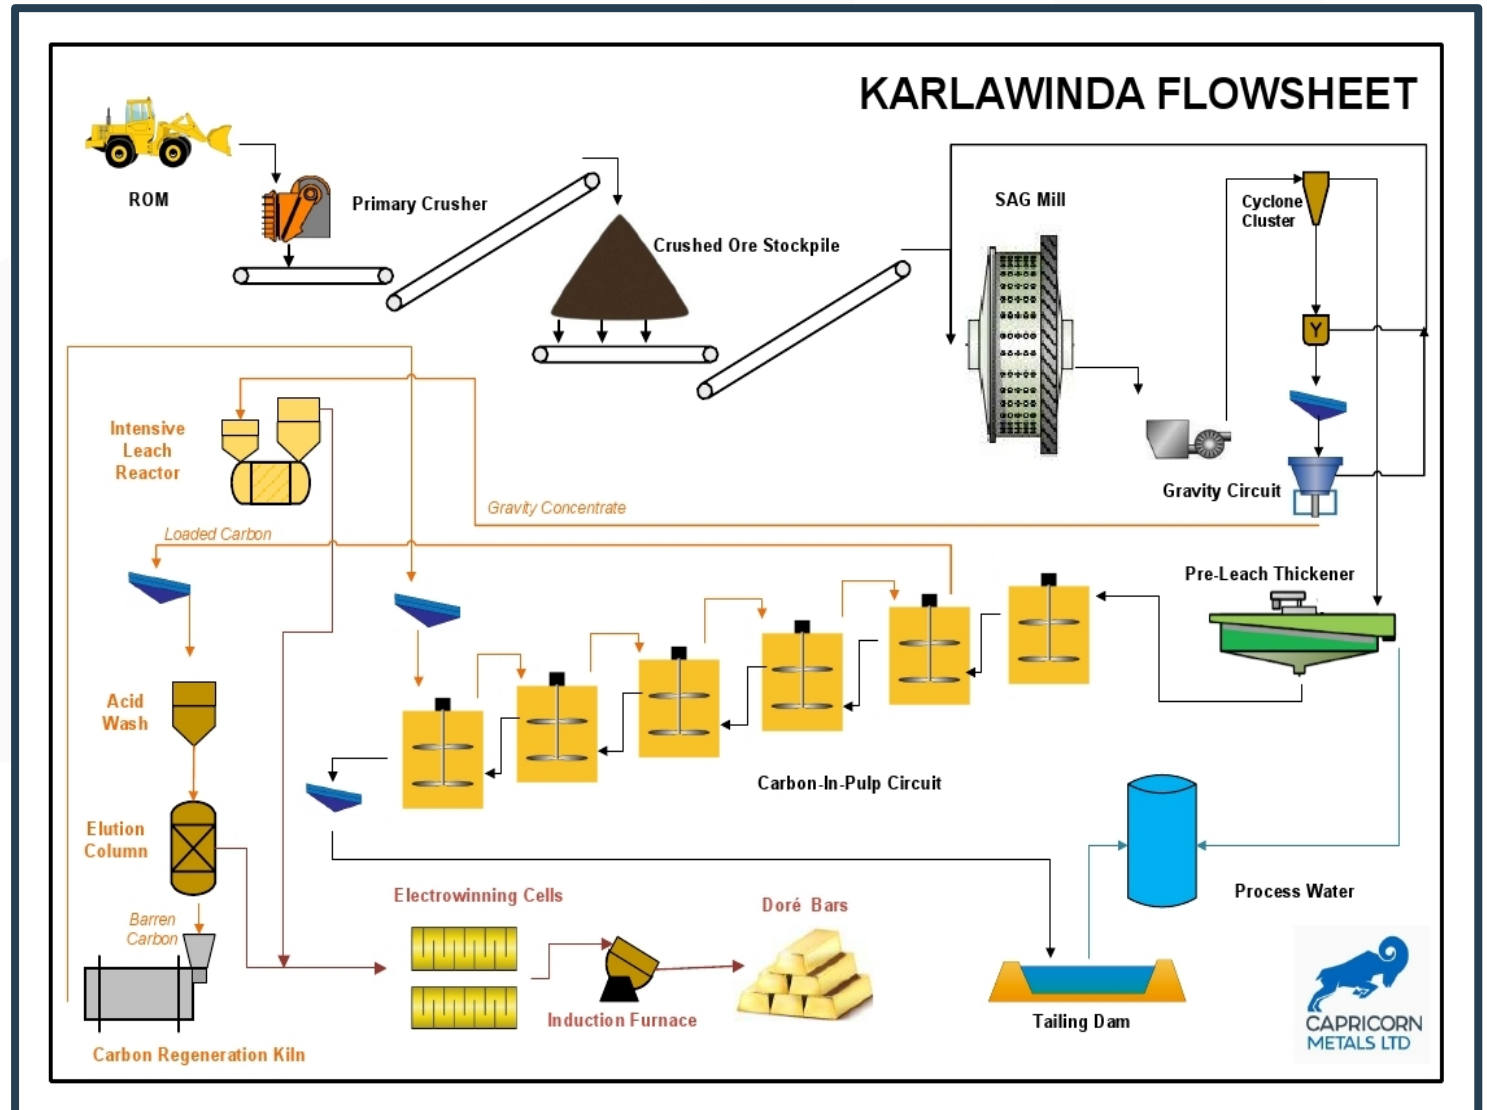 KARLAWINDA FLOWSHEET
ROM
Primary Crusher
Crushed Ore Stockpile
SAG Mill
Cyclone
Cluster
Y
Gravity Circuit
Intensive
Leach
Reactor
Gravity Concentrate
Loaded Carbon
Pre-Leach Thickener
Acid
Wash
Carbon-In-Pulp Circuit
Elution
Column
Process Water
Electrowinning Cells
Doré Bars
Barren
Carbon
Induction Furnace
Tailing Dam
Carbon Regeneration Kiln
CAPRICORN
METALS LTD